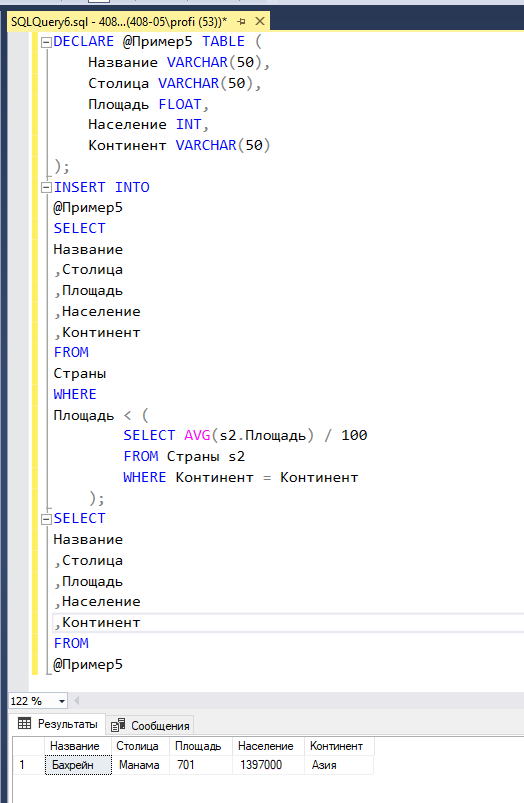 SQLQuery6.sql - 408...(408-05\profi (53))*
DECLARE @Пример5 TABLE (
Название VARCHAR(50),
Столица VARCHAR(50),
Площадь FLOAT,
Население INT,
Континент VARCHAR(50)
);
INSERT INTO
@Пример5
SELECT
Название
,Столица
,Площадь
,Население
,Континент
FROM
Страны
WHERE
Площадь < (
SELECT AVG(s2.Площадь) / 100
FROM Страны s2
WHERE Континент = Континент
);
SELECT
Название
,Столица
,Площадь
,Население
,Континент
FROM
@Пример5
122 %
Результаты Сообщения
Название Столица Площадь Население Континент
1 Бахрейн Манама 701 1397000 Азия